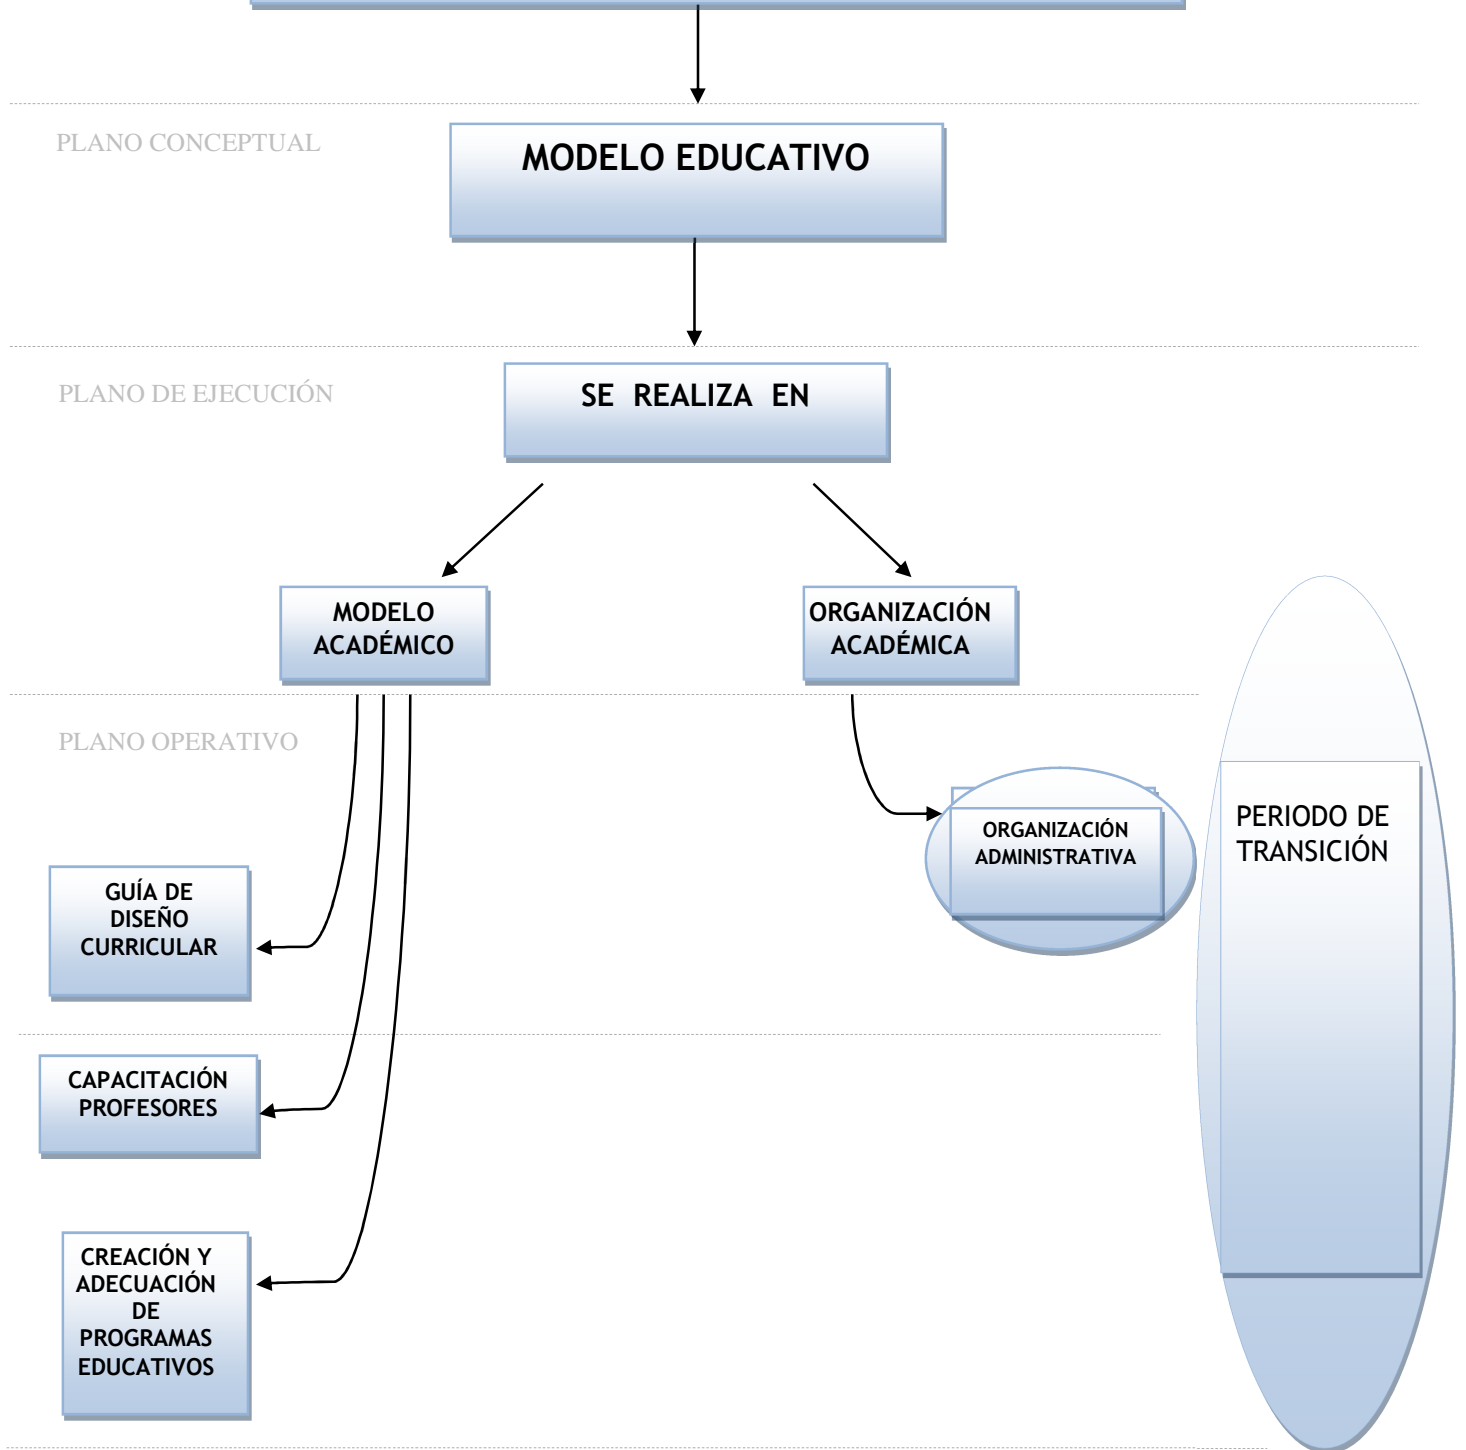 PLANO CONCEPTUAL
MODELO EDUCATIVO
PLANO DE EJECUCIÓN
SE REALIZA EN
MODELO
ACADÉMICO
ORGANIZACIÓN
ACADÉMICA
PLANO OPERATIVO
ORGANIZACIÓN
ADMINISTRATIVA
PERIODO DE
TRANSICIÓN
GUÍA DE
DISEÑO
CURRICULAR
CAPACITACIÓN
PROFESORES
CREACIÓN Y
ADECUACIÓN
DE
PROGRAMAS
EDUCATIVOS